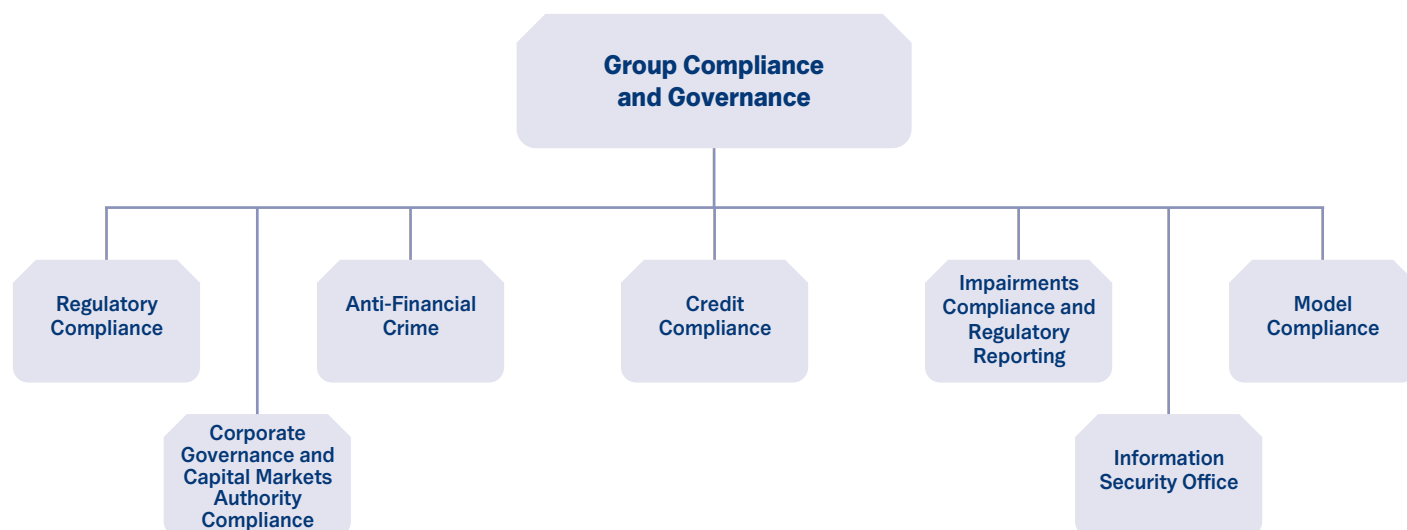 Group Compliance
and Governance
Regulatory
Compliance
Anti-Financial
Crime
Credit
Compliance
Impairments
Compliance and
Regulatory
Reporting
Model
Compliance
Corporate
Governance and
Capital Markets
Authority
Compliance
Information
Security Office